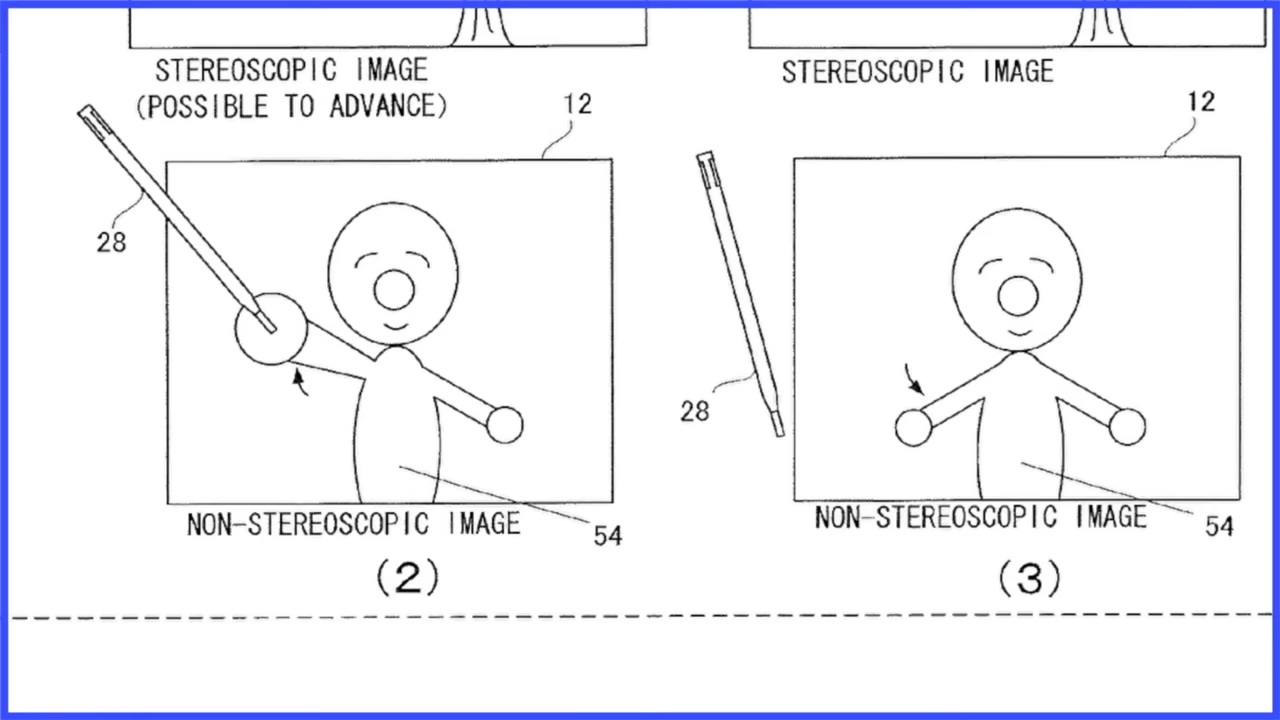 STEREOSCOPIC IMAGE
(POSSIBLE TO ADVANCE)
12
28
NON-STEREOSCOPIC IMAGE
54
(2)
STEREOSCOPIC IMAGE
12
28
NON-STEREOSCOPIC IMAGE
54
(3)